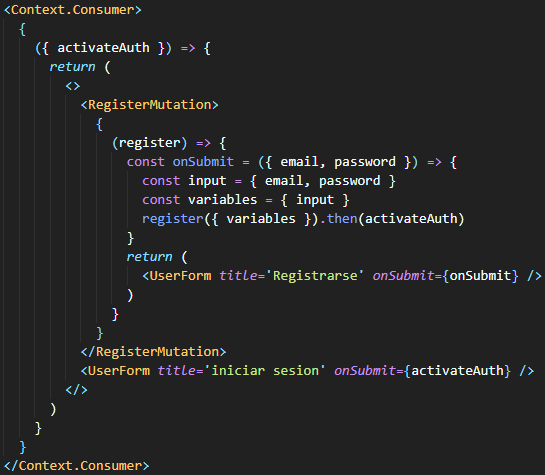 <Context.Consumer>
  {
    ({ activateAuth }) => {
      return (
        <>
          <RegisterMutation>
            {
              (register) => {
                const onSubmit = ({ email, password }) => {
                  const input = { email, password }
                  const variables = { input }
                  register({ variables }).then(activateAuth)
                }
                return (
                  <UserForm title='Registrarse' onSubmit={onSubmit} />
                )
              }
            }
          </RegisterMutation>
          <UserForm title='iniciar sesion' onSubmit={activateAuth} />
        </>
      )
    }
  }
</Context.Consumer>